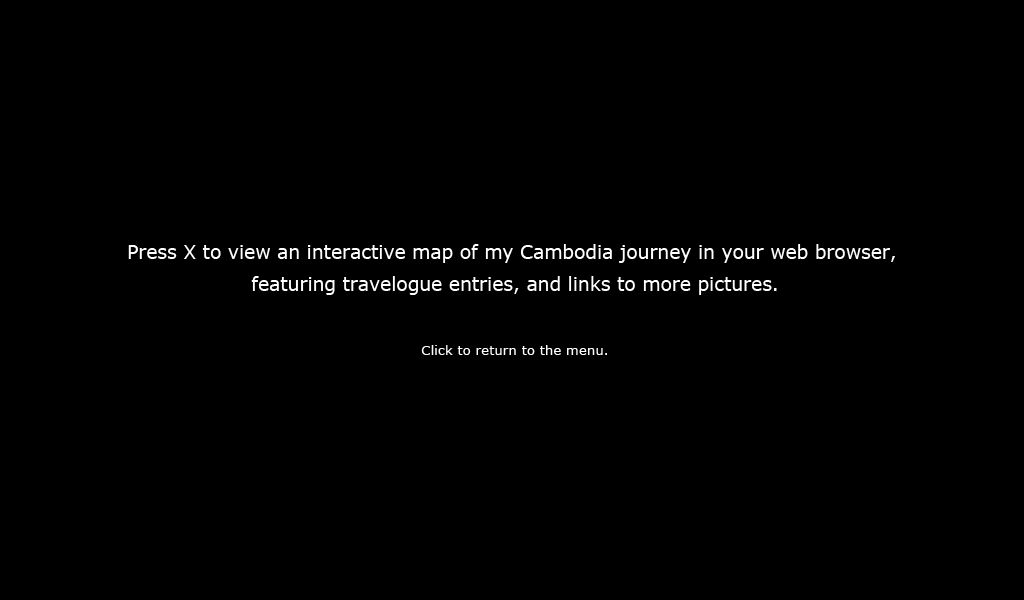 Press X to view an interactive map of my Cambodia journey in your web browser,
featuring travelogue entries, and links to more pictures.
Click to return to the menu.